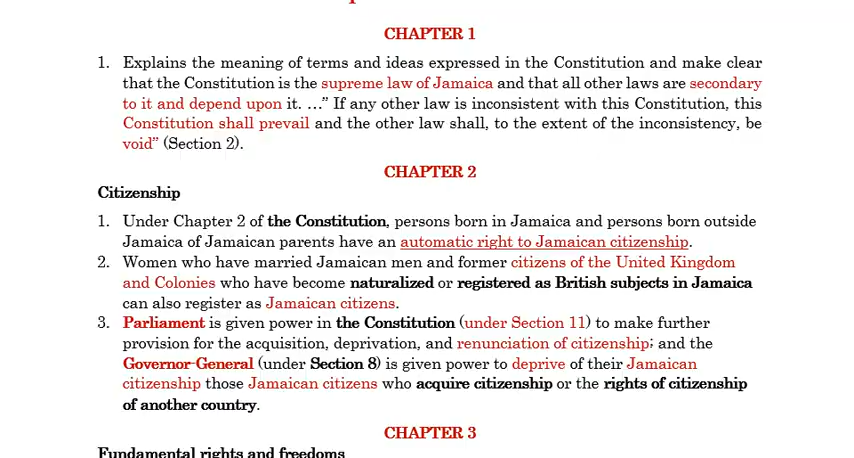 CHAPTER 1
1. Explains the meaning of terms and ideas expressed in the Constitution and make clear
that the Constitution is the supreme law of Jamaica and that all other laws are secondary
to it and depend upon it. …” If any other law is inconsistent with this Constitution, this
Constitution shall prevail and the other law shall, to the extent of the inconsistency, be
void” (Section 2).
CHAPTER 2
Citizenship
1. Under Chapter 2 of the Constitution, persons born in Jamaica and persons born outside
Jamaica of Jamaican parents have an automatic right to Jamaican citizenship.
2. Women who have married Jamaican men and former citizens of the United Kingdom
and Colonies who have become naturalized or registered as British subjects in Jamaica
can also register as Jamaican citizens.
3. Parliament is given power in the Constitution (under Section 11) to make further
provision for the acquisition, deprivation, and renunciation of citizenship; and the
Governor-General (under Section 8) is given power to deprive of their Jamaican
citizenship those Jamaican citizens who acquire citizenship or the rights of citizenship
of another country.
CHAPTER 3
Fundamental rights and freedoms